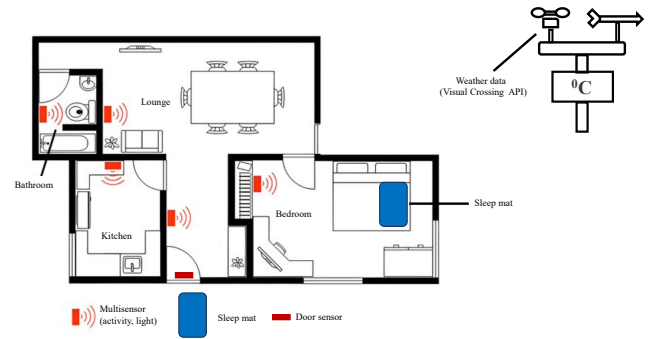 Weather data
(Visual Crossing API)
⁰C
Lounge
Bathroom
Kitchen
Bedroom
Sleep mat
Multisensor
(activity, light)
Sleep mat
Door sensor